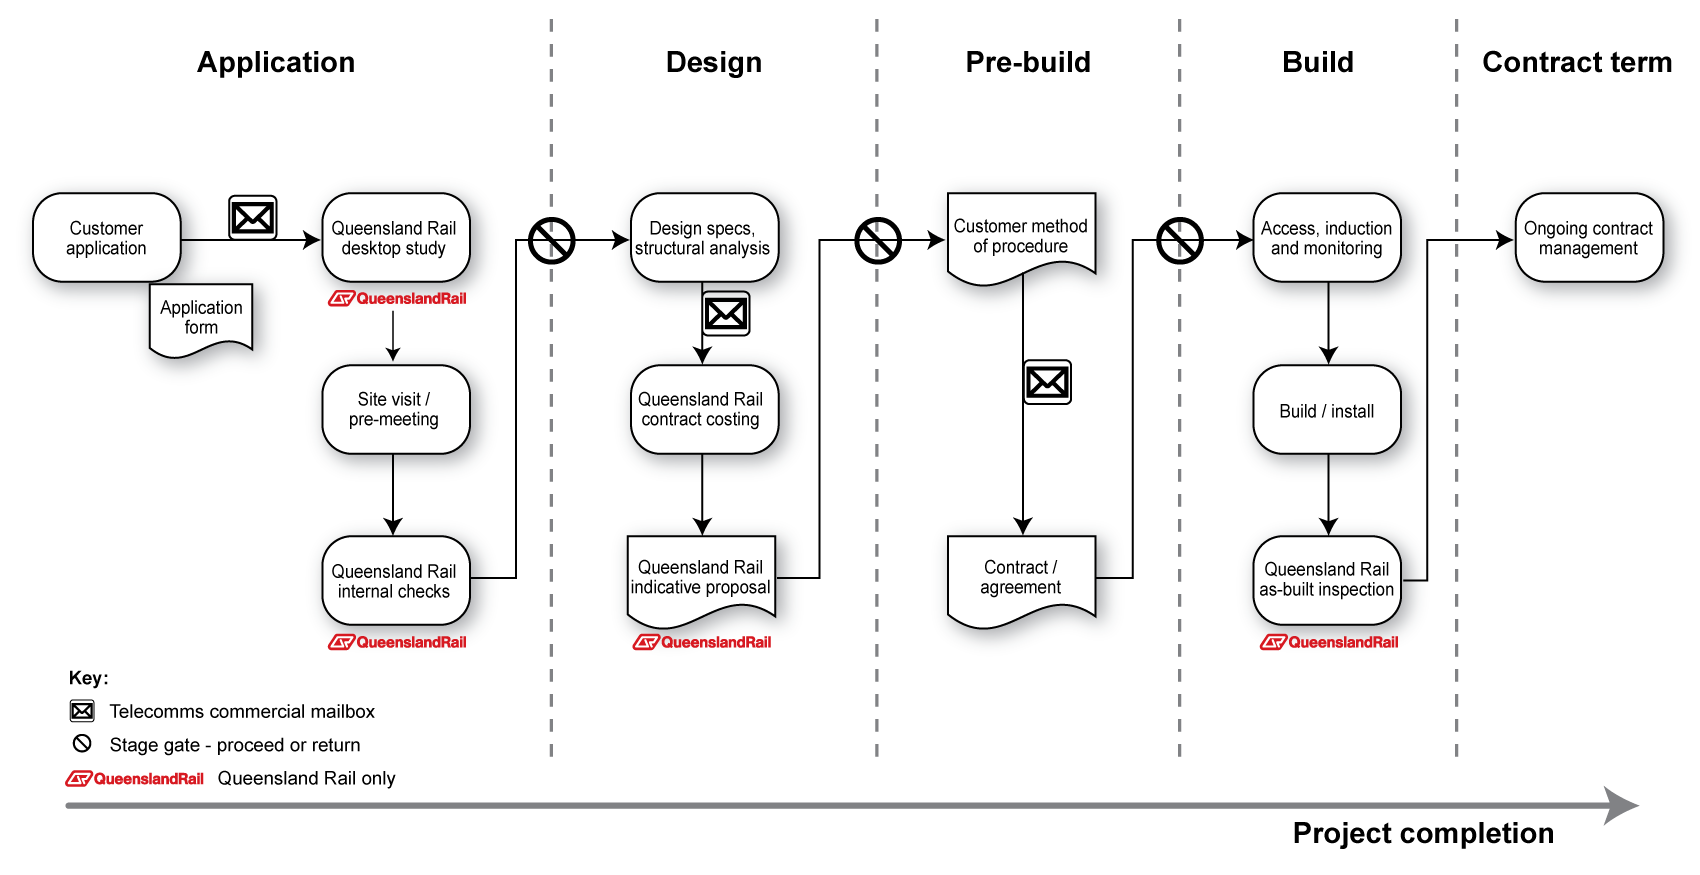 Application
Design
Pre-build
Build
Contract term
Customer
application
Application
form
Queensland Rail
desktop study
QueenslandRail
Site visit /
pre-meeting
Queensland Rail
internal checks
QueenslandRail
Design specs,
structural analysis
Queensland Rail
contract costing
Queensland Rail
indicative proposal
QueenslandRail
Customer method
of procedure
Contract /
agreement
Access, induction
and monitoring
Build / install
Queensland Rail
as-built inspection
QueenslandRail
Ongoing contract
management
Key:
Telecomms commercial mailbox
Stage gate - proceed or return
QueenslandRail Queensland Rail only
Project completion